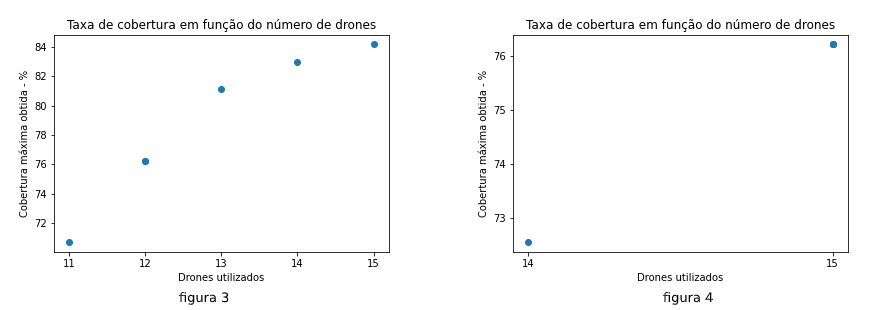 Taxa de cobertura em função do número de drones
Cobertura máxima obtida - %
84
82
80
78
76
74
72
11 12 13 14 15
Drones utilizados
figura 3
Taxa de cobertura em função do número de drones
Cobertura máxima obtida - %
76
75
74
73
14 15
Drones utilizados
figura 4